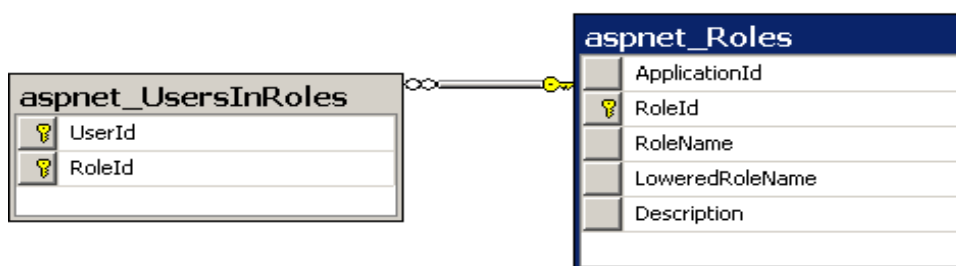 aspnet_UsersInRoles
UserId
RoleId
aspnet_Roles
ApplicationId
RoleId
RoleName
LoweredRoleName
Description